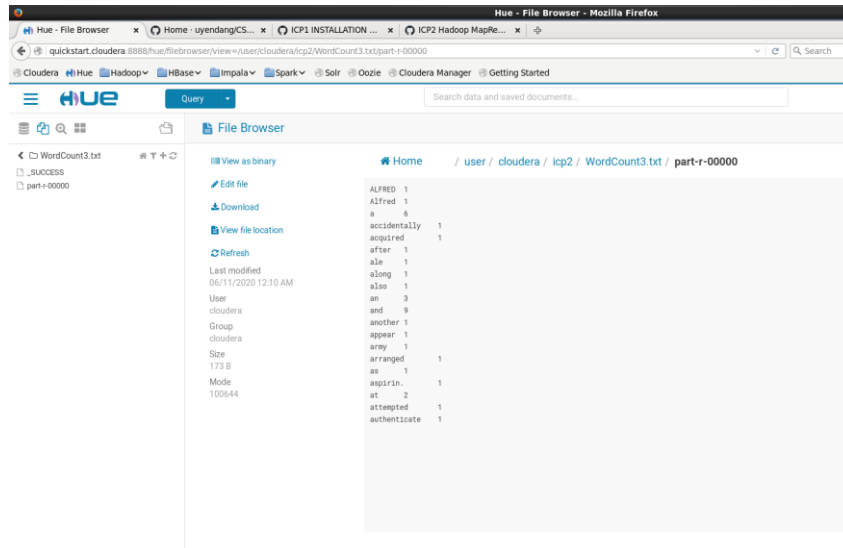 Hue - File Browser - Mozilla Firefox
Hue - File Browser x Home · uyendang/CS... x ICP1 INSTALLATION ... x ICP2 Hadoop MapRe... x
quickstart.cloudera:8888/hue/filebrowser/view=/user/cloudera/icp2/WordCount3.txt/part-r-00000 Search
Cloudera Hue Hadoop HBase Impala Spark Solr Oozie Cloudera Manager Getting Started
HUE Query Search data and saved documents...
File Browser
WordCount3.txt
_SUCCESS
part-r-00000
View as binary
Edit file
Download
View file location
Refresh
Last modified
06/11/2020 12:10 AM
User
cloudera
Group
cloudera
Size
173 B
Mode
100644
Home / user / cloudera / icp2 / WordCount3.txt / part-r-00000
ALFRED 1
Alfred 1
a 6
accidentally 1
acquired 1
after 1
ale 1
along 1
also 1
an 3
and 9
another 1
appear 1
army 1
arranged 1
as 1
aspirin. 1
at 2
attempted 1
authenticate 1